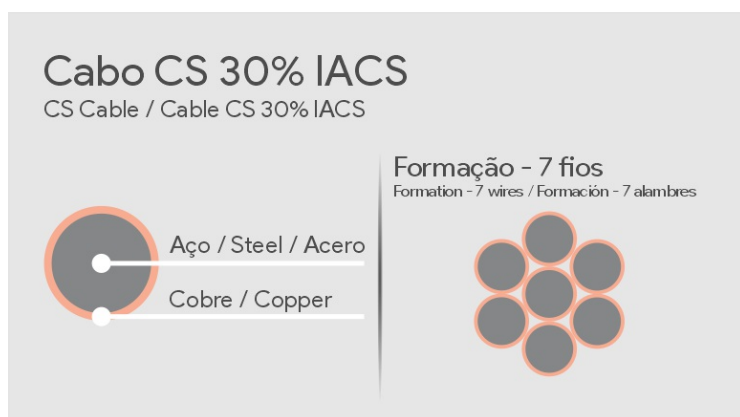 Cabo CS 30% IACS
CS Cable / Cable CS 30% IACS
Aço / Steel / Acero
Cobre / Copper
Formação - 7 fios
Formation - 7 wires / Formación - 7 alambres